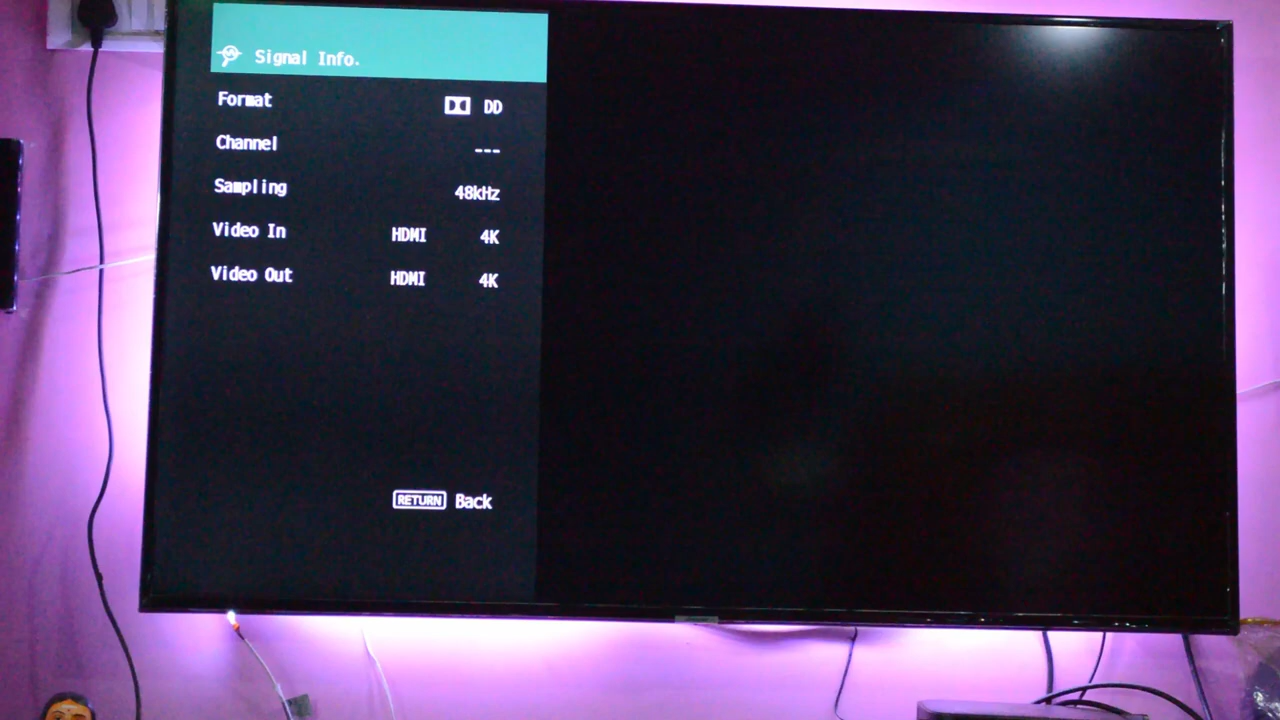 Signal Info.
Format DD
Channel ---
Sampling 48kHz
Video In HDMI 4K
Video Out HDMI 4K
RETURN Back